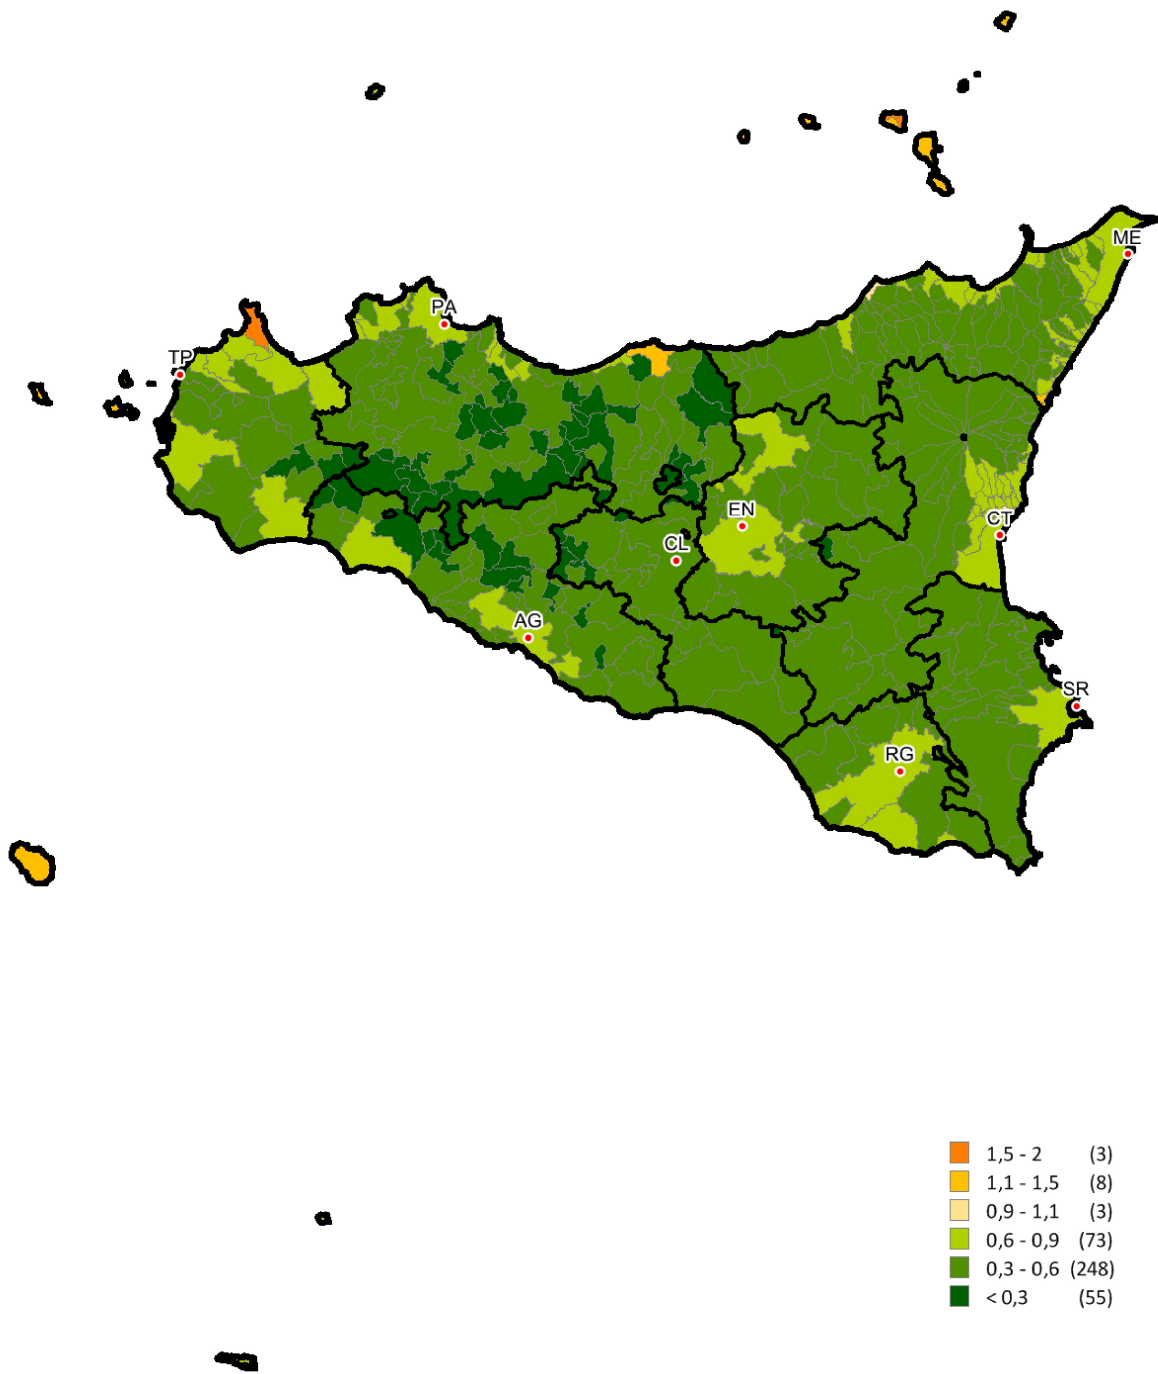 ME
PA
TP
EN
CT
CL
AG
SR
RG
1,5 - 2 (3)
1,1 - 1,5 (8)
0,9 - 1,1 (3)
0,6 - 0,9 (73)
0,3 - 0,6 (248)
< 0,3 (55)